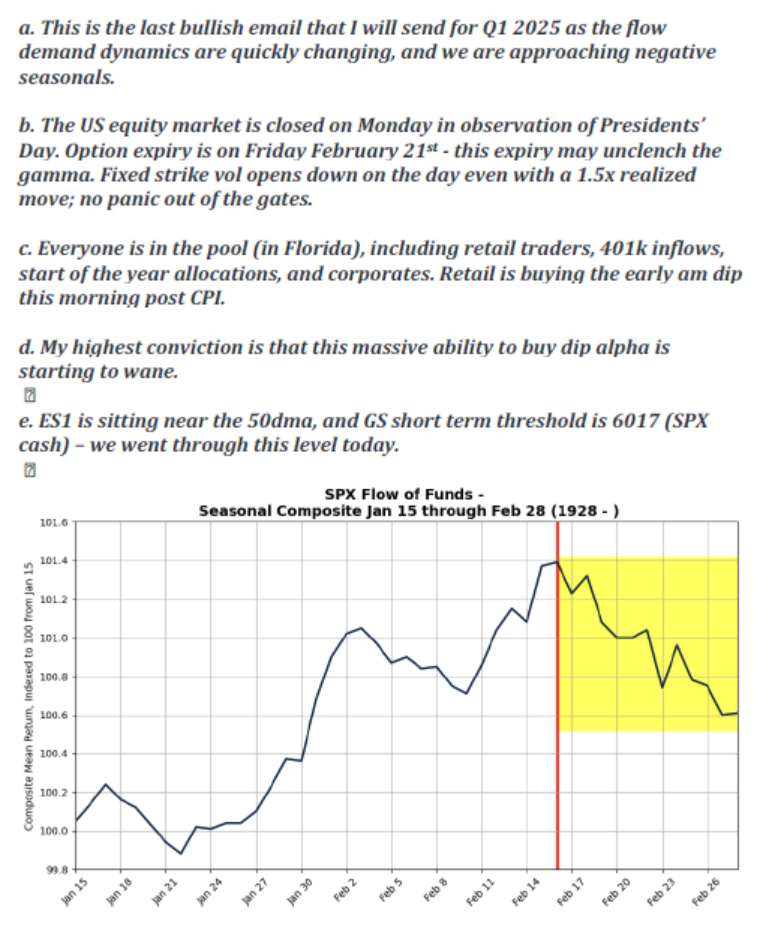 a. This is the last bullish email that I will send for Q1 2025 as the flow
demand dynamics are quickly changing, and we are approaching negative
seasonals.
b. The US equity market is closed on Monday in observation of Presidents’
Day. Option expiry is on Friday February 21st - this expiry may unclench the
gamma. Fixed strike vol opens down on the day even with a 1.5x realized
move; no panic out of the gates.
c. Everyone is in the pool (in Florida), including retail traders, 401k inflows,
start of the year allocations, and corporates. Retail is buying the early am dip
this morning post CPI.
d. My highest conviction is that this massive ability to buy dip alpha is
starting to wane.
e. ES1 is sitting near the 50dma, and GS short term threshold is 6017 (SPX
cash) – we went through this level today.
SPX Flow of Funds -
Seasonal Composite Jan 15 through Feb 28 (1928 - )
Composite Mean Return, Indexed to 100 from Jan 15
101.6
101.4
101.2
101.0
100.8
100.6
100.4
100.2
100.0
99.8
Jan 15
Jan 18
Jan 21
Jan 24
Jan 27
Jan 30
Feb 2
Feb 5
Feb 8
Feb 11
Feb 14
Feb 17
Feb 20
Feb 23
Feb 26